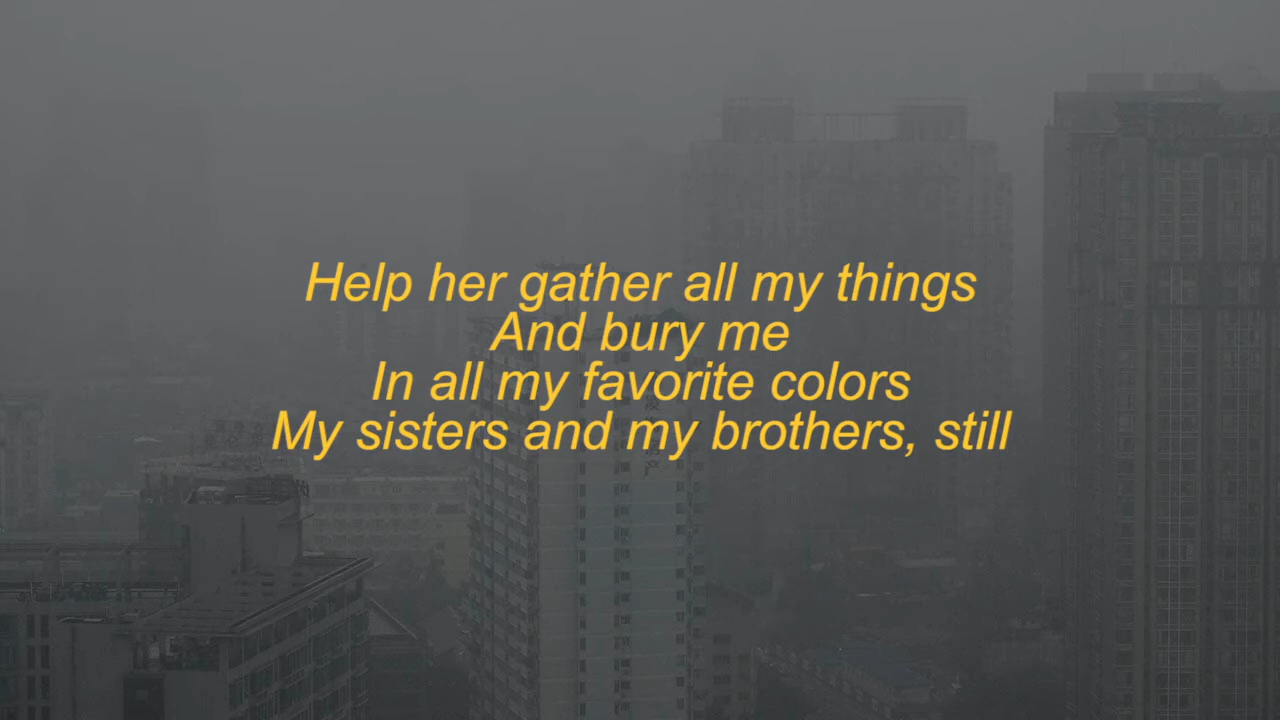 Help her gather all my things
And bury me
In all my favorite colors
My sisters and my brothers, still